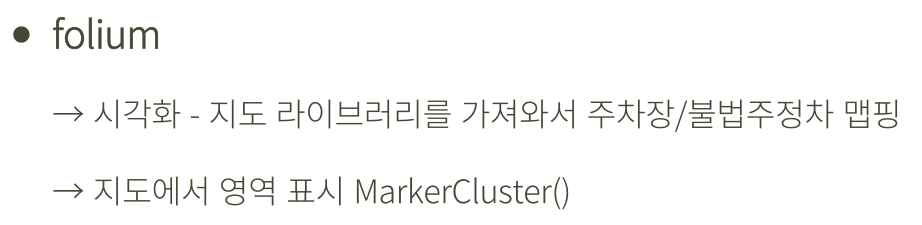 • folium
→ 시각화 - 지도 라이브러리를 가져와서 주차장/불법주정차 맵핑
→ 지도에서 영역 표시 MarkerCluster()